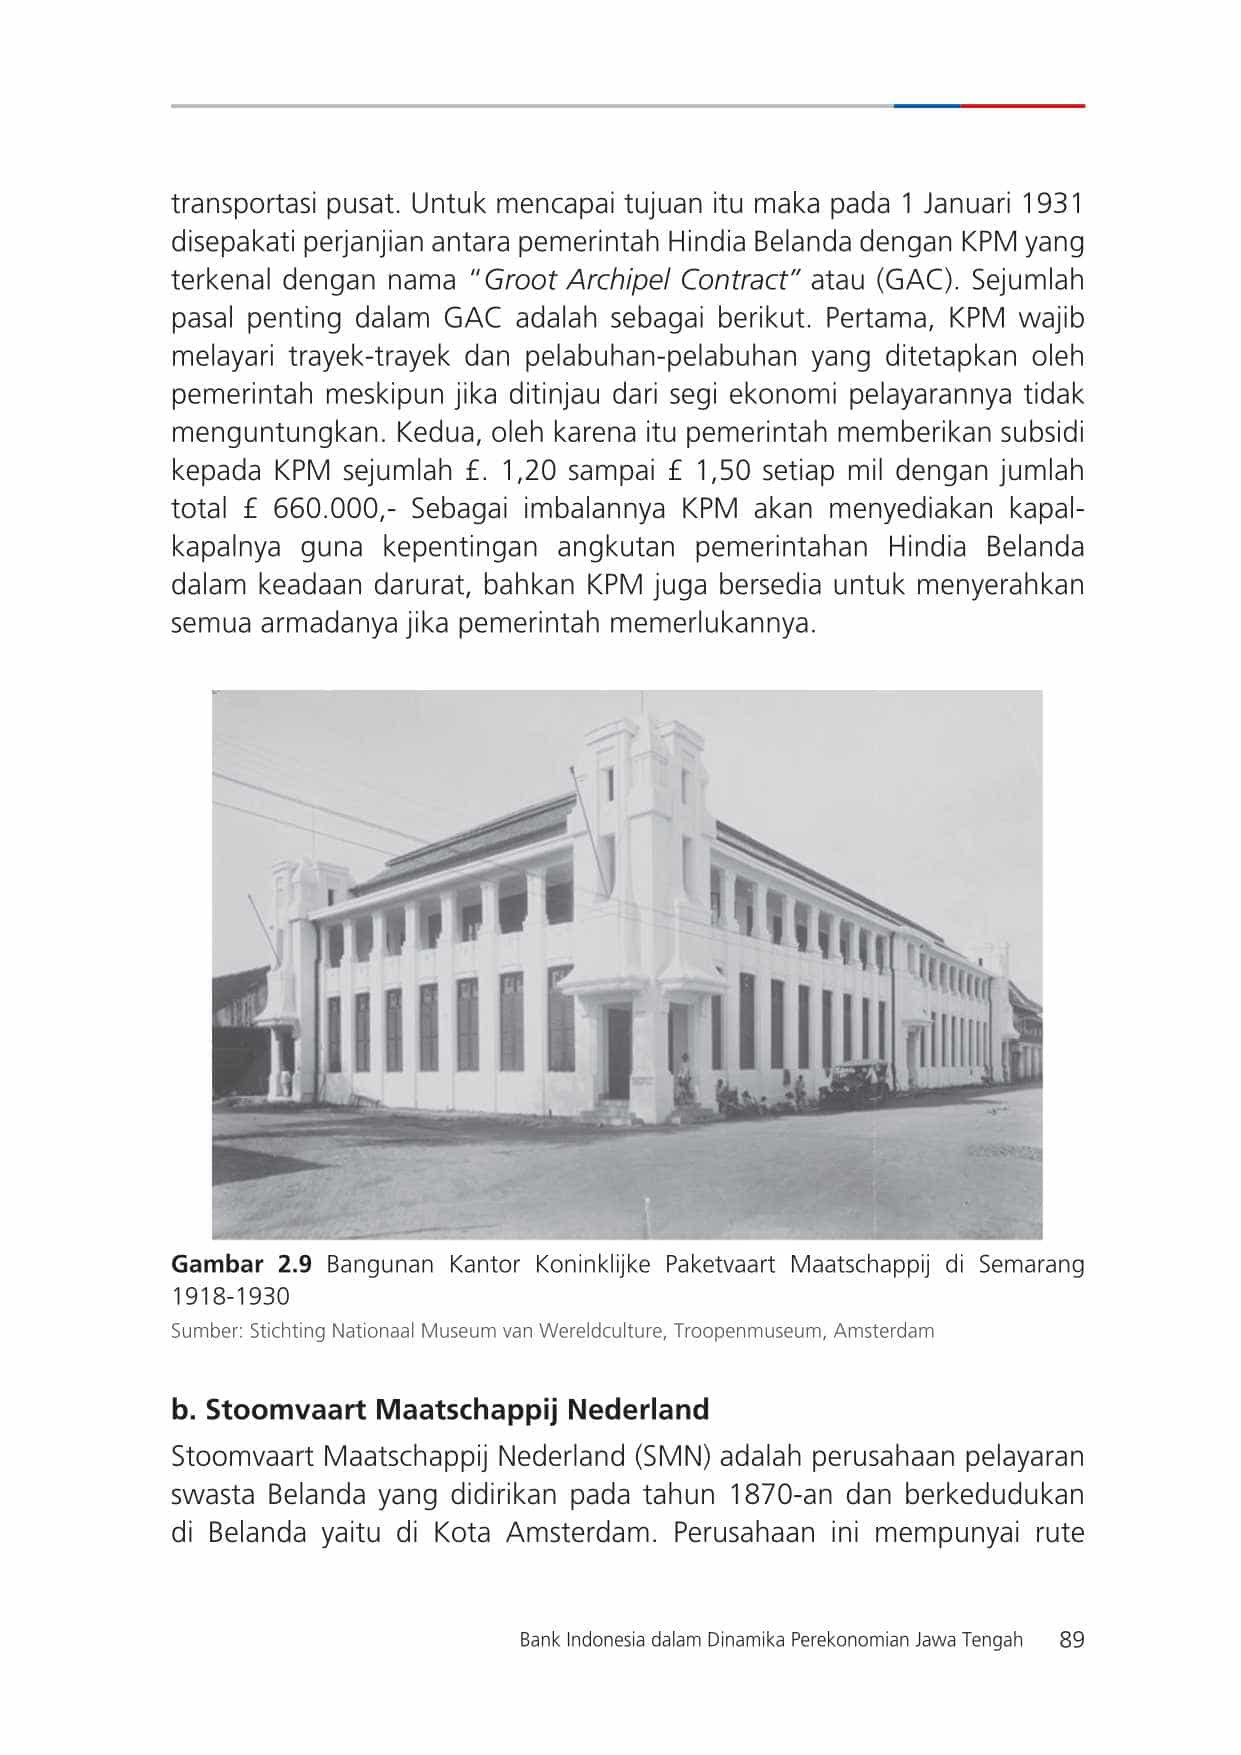 transportasi pusat. Untuk mencapai tujuan itu maka pada 1 Januari 1931
disepakati perjanjian antara pemerintah Hindia Belanda dengan KPM yang
terkenal dengan nama “Groot Archipel Contract” atau (GAC). Sejumlah
pasal penting dalam GAC adalah sebagai berikut. Pertama, KPM wajib
melayari trayek-trayek dan pelabuhan-pelabuhan yang ditetapkan oleh
pemerintah meskipun jika ditinjau dari segi ekonomi pelayarannya tidak
menguntungkan. Kedua, oleh karena itu pemerintah memberikan subsidi
kepada KPM sejumlah £. 1,20 sampai £ 1,50 setiap mil dengan jumlah
total £ 660.000,- Sebagai imbalannya KPM akan menyediakan kapal-
kapalnya guna kepentingan angkutan pemerintahan Hindia Belanda
dalam keadaan darurat, bahkan KPM juga bersedia untuk menyerahkan
semua armadanya jika pemerintah memerlukannya.
Gambar 2.9 Bangunan Kantor Koninklijke Paketvaart Maatschappij di Semarang
1918-1930
Sumber: Stichting Nationaal Museum van Wereldculture, Troopenmuseum, Amsterdam
b. Stoomvaart Maatschappij Nederland
Stoomvaart Maatschappij Nederland (SMN) adalah perusahaan pelayaran
swasta Belanda yang didirikan pada tahun 1870-an dan berkedudukan
di Belanda yaitu di Kota Amsterdam. Perusahaan ini mempunyai rute
Bank Indonesia dalam Dinamika Perekonomian Jawa Tengah 89